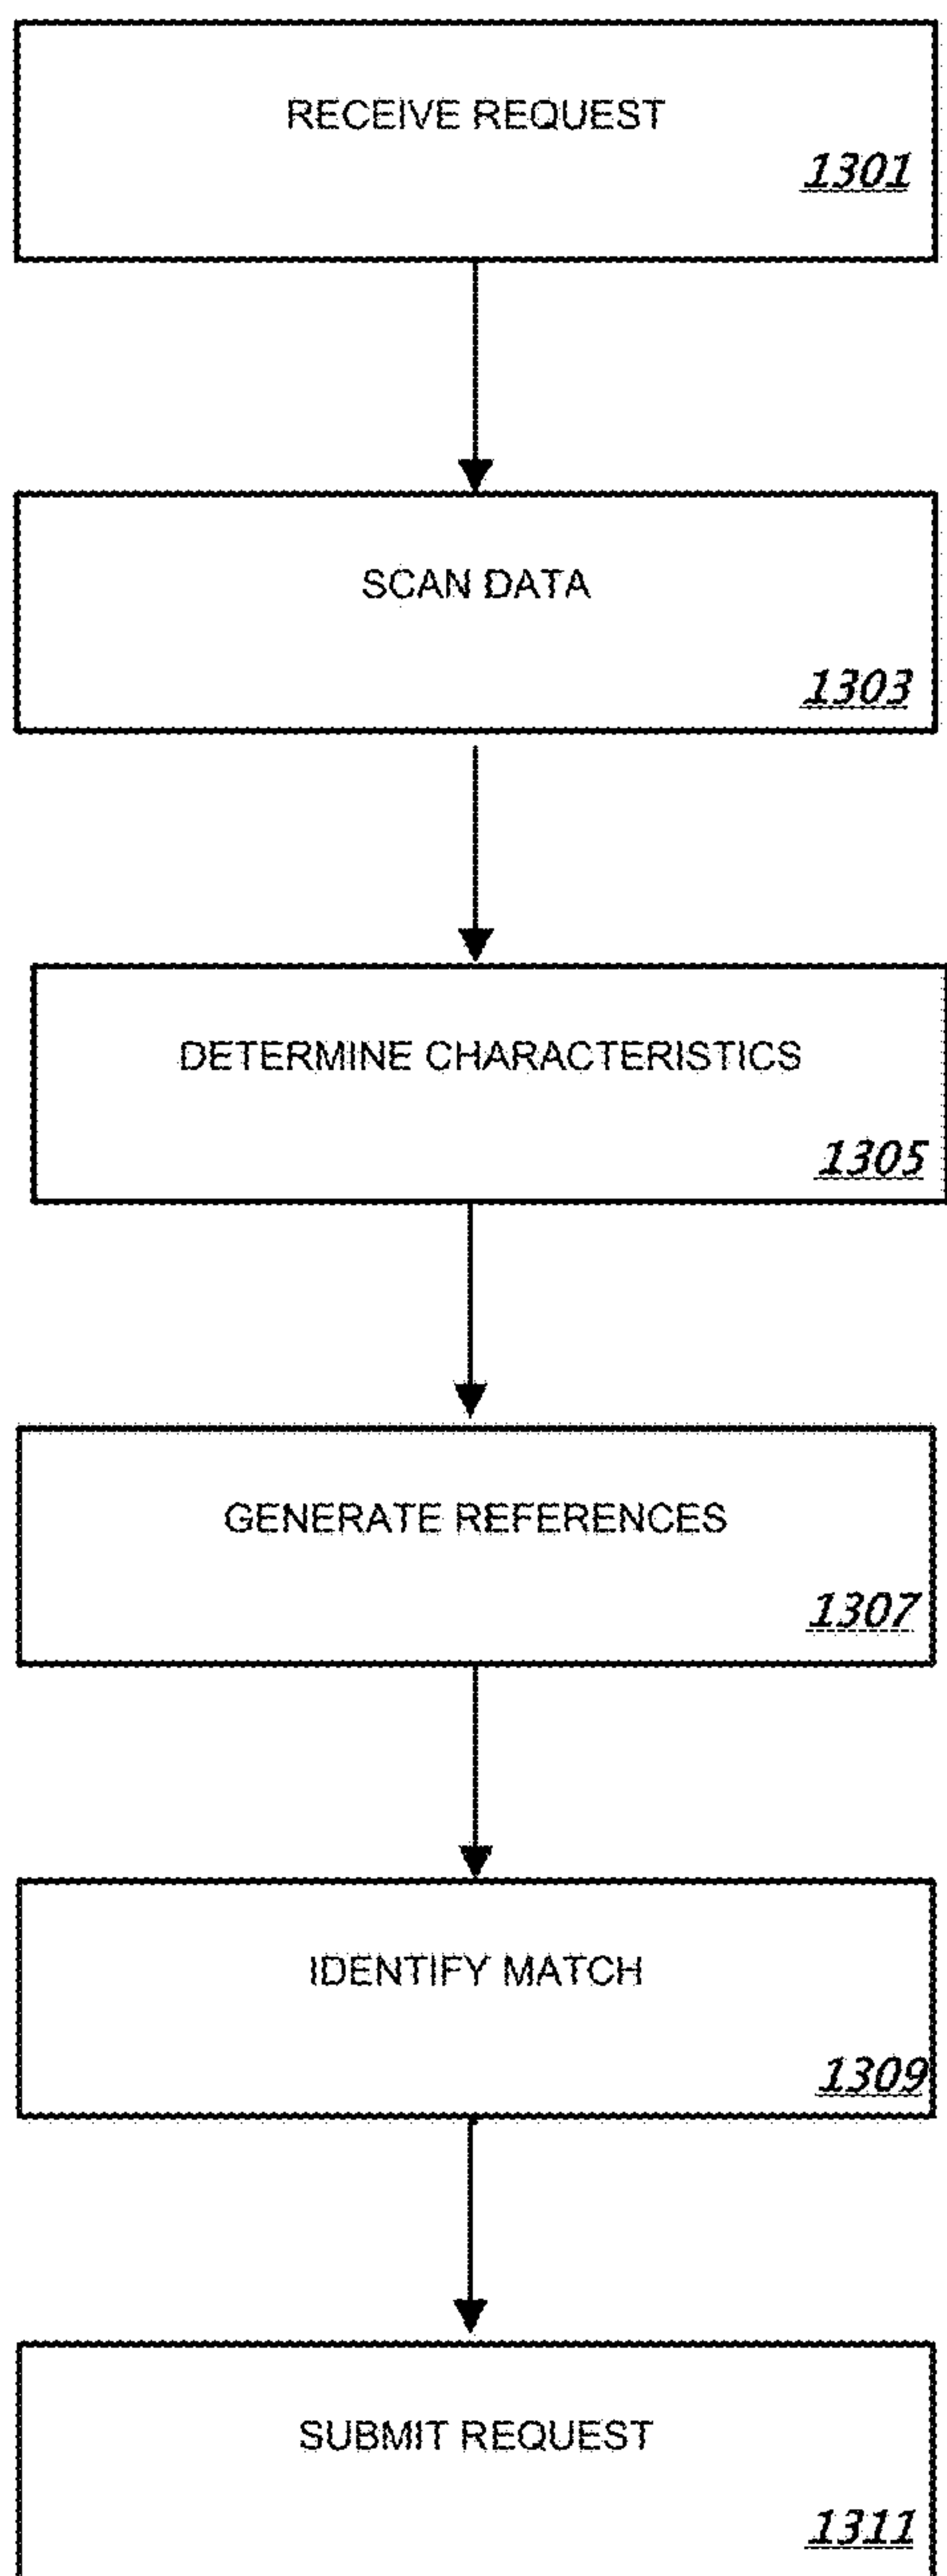 RECEIVE REQUEST
1301
SCAN DATA
1303
DETERMINE CHARACTERISTICS
1305
GENERATE REFERENCES
1307
IDENTIFY MATCH
1309
SUBMIT REQUEST
1311